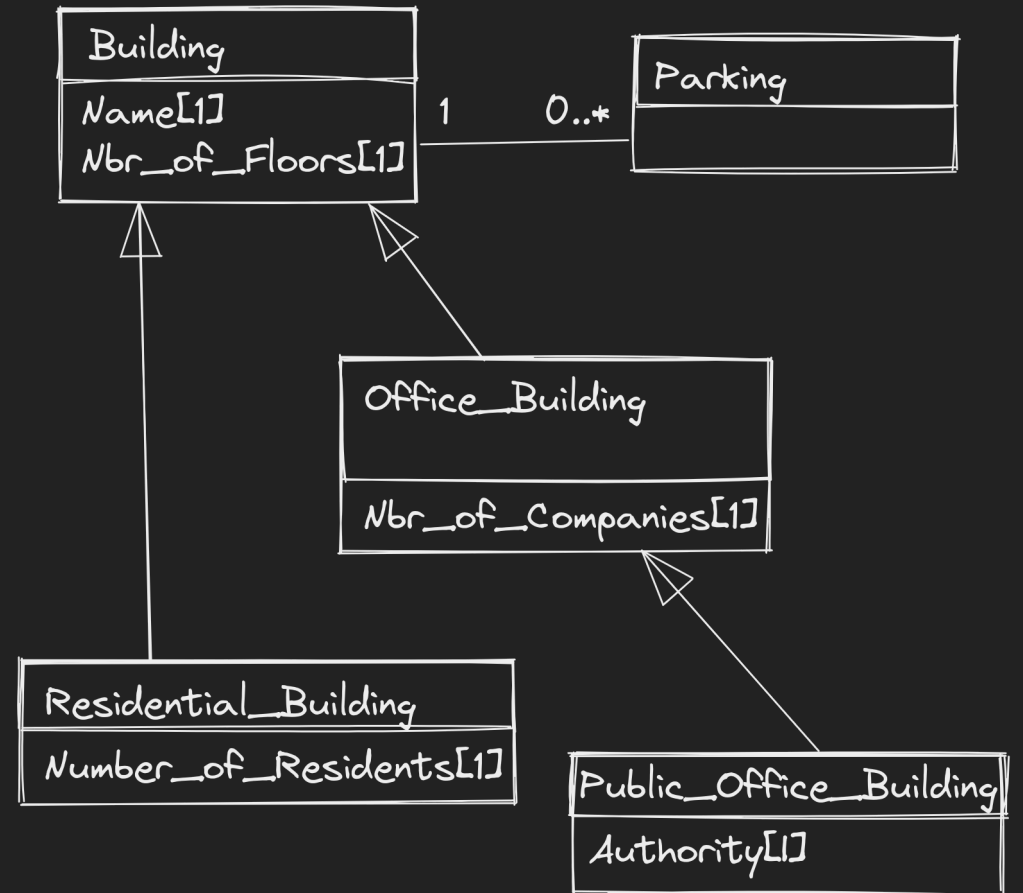 Building
Name[1]
Nbr_of_Floors[1]
1
0..*
Parking
Office_Building
Nbr_of_Companies[1]
Residential_Building
Number_of_Residents[1]
Public_Office_Building
Authority[1]